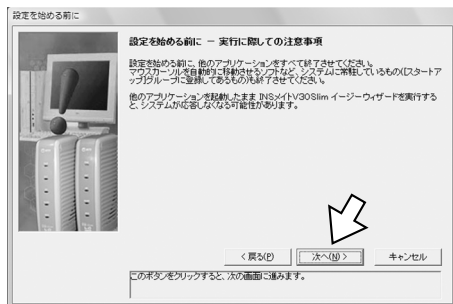 設定を始める前に
設定を始める前に － 実行に際しての注意事項
設定を始める前に、他のアプリケーションをすべて終了させてください。
マウスカーソルを自動的に移動させるソフトなど、システムに常駐しているもの([スタートア
ップ]グループに登録してあるもの)も終了させてください。
他のアプリケーションを起動したまま INSメイトV30Slim イージーウィザードを実行する
と、システムが応答しなくなる可能性があります。
< 戻る(P)
次へ(N) >
キャンセル
このボタンをクリックすると、次の画面に進みます。